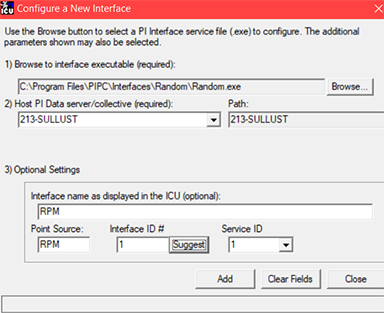 ICU
Configure a New Interface
Use the Browse button to select a PI Interface service file (.exe) to configure. The additional
parameters shown may also be selected.
1) Browse to interface executable (required):
C:\Program Files\PIPC\Interfaces\Random\Random.exe
Browse...
2) Host PI Data server/collective (required):
Path:
213-SULLUST
213-SULLUST
3) Optional Settings
Interface name as displayed in the ICU (optional):
RPM
Point Source:
Interface ID #
Service ID
RPM
1
Suggest
1
Add
Clear Fields
Close